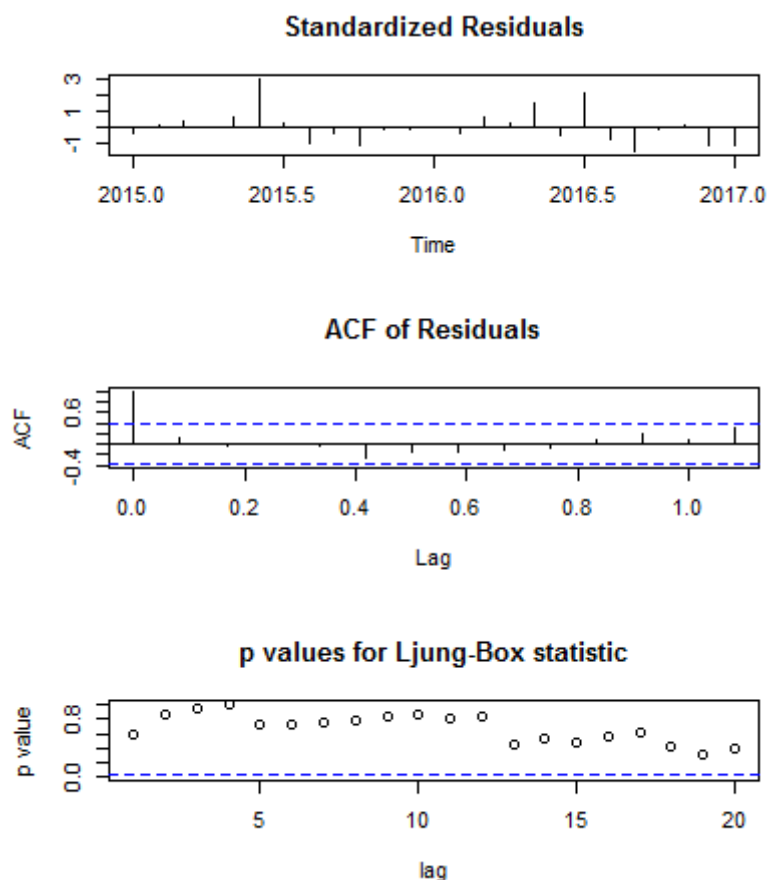 Standardized Residuals
3
1
-1
2015.0 2015.5 2016.0 2016.5 2017.0
Time
ACF of Residuals
ACF
0.6
-0.4
0.0 0.2 0.4 0.6 0.8 1.0
Lag
p values for Ljung-Box statistic
p value
0.8
0.0
5 10 15 20
lag